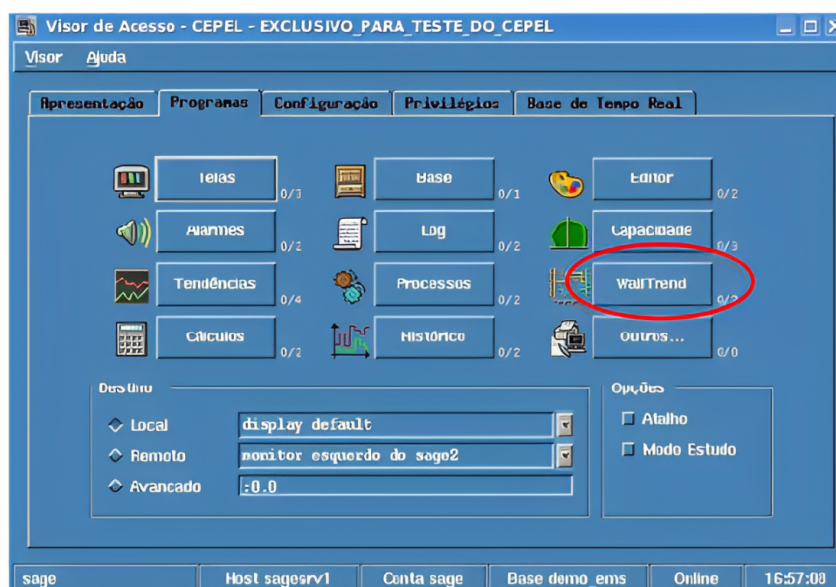 Visor de Acesso - CEPEL - EXCLUSIVO_PARA_TESTE_DO_CEPEL
Visor Ajuda
Apresentação Programas Configuração Privilégios Base de Tempo Real
Telas 0/3 Base 0/1 Editor 0/2
Alarmes 0/2 Log 0/2 Capacidade 0/3
Tendências 0/4 Processos 0/2 WallTrend
Cálculos 0/2 Histórico 0/2 Outros... 0/0
Destino Opções
Local display default Atalho
Remoto monitor esquerdo do sage2 Modo Estudo
Avancado :0.0
sage Host sagesrv1 Conta sage Base demo_ems Online 16:57:00